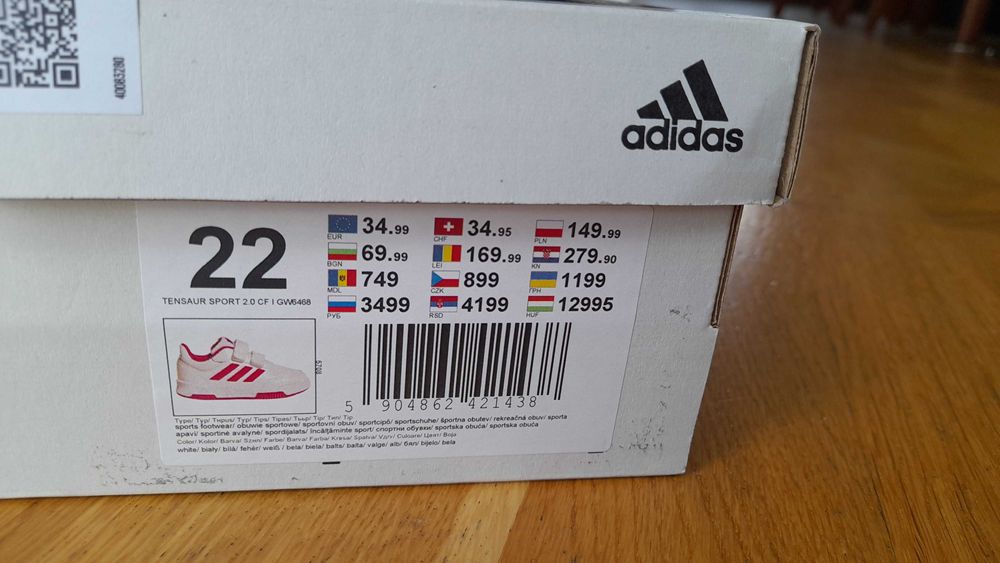 40083280
adidas
22
34.99
EUR
34.95
CHF
149.99
PLN
69.99
BGN
169.99
LEI
279.90
KN
749
MDL
899
CZK
1199
ГРН
3499
РУБ
4199
RSD
12995
HUF
TENSAUR SPORT 2.0 CF I GW6468
5 904862 421438
sports footwear/ obuwie sportowe/ sportovní obuv/ sportcipő/ sportschuhe/ športna obutev/ rekreačná obuv/ sporta
apavi/ sportinė avalynė/ spordijalats/ încălțăminte sport/ спортни обувки/ sportska obuća/ sportska obuća
white/ biały/ bílá/ fehér/ weiß / bela/ biela/ balts/ balta/ valge/ alb/ бял/ bijelo/ bela